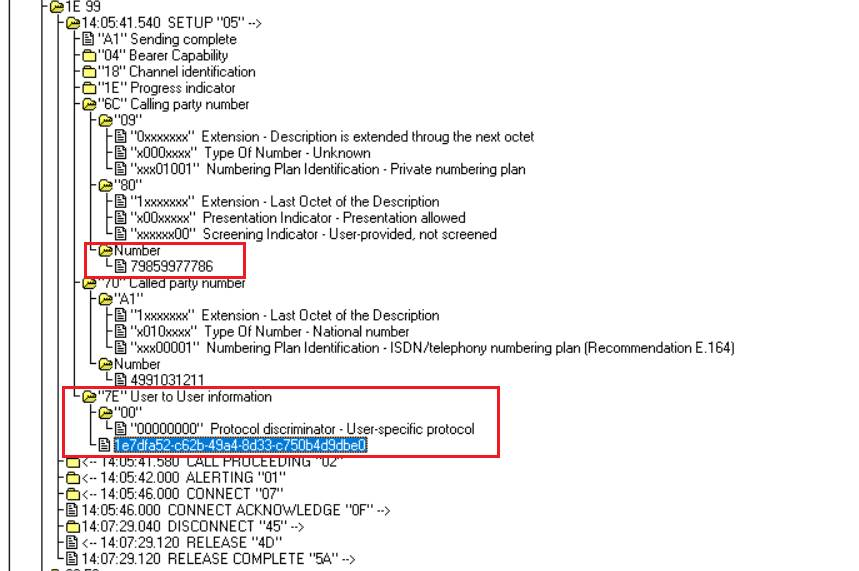 1E 99
14:05:41.540 SETUP "05" -->
"A1" Sending complete
"04" Bearer Capability
"18" Channel identification
"1E" Progress indicator
"6C" Calling party number
"09"
"0xxxxxxx" Extension - Description is extended throug the next octet
"x000xxxx" Type Of Number - Unknown
"xxx01001" Numbering Plan Identification - Private numbering plan
"80"
"1xxxxxxx" Extension - Last Octet of the Description
"x00xxxxx" Presentation Indicator - Presentation allowed
"xxxxxx00" Screening Indicator - User-provided, not screened
Number
79859977786
"70" Called party number
"A1"
"1xxxxxxx" Extension - Last Octet of the Description
"x010xxxx" Type Of Number - National number
"xxx00001" Numbering Plan Identification - ISDN/telephony numbering plan (Recommendation E.164)
Number
4991031211
"7E" User to User information
"00"
"00000000" Protocol discriminator - User-specific protocol
1e7dfa52-c62b-49a4-8d33-c750b4d9dbe0
<-- 14:05:41.580 CALL PROCEEDING "02"
<-- 14:05:42.000 ALERTING "01"
<-- 14:05:46.000 CONNECT "07"
14:05:46.000 CONNECT ACKNOWLEDGE "0F" -->
14:07:29.040 DISCONNECT "45" -->
<-- 14:07:29.120 RELEASE "4D"
14:07:29.120 RELEASE COMPLETE "5A" -->